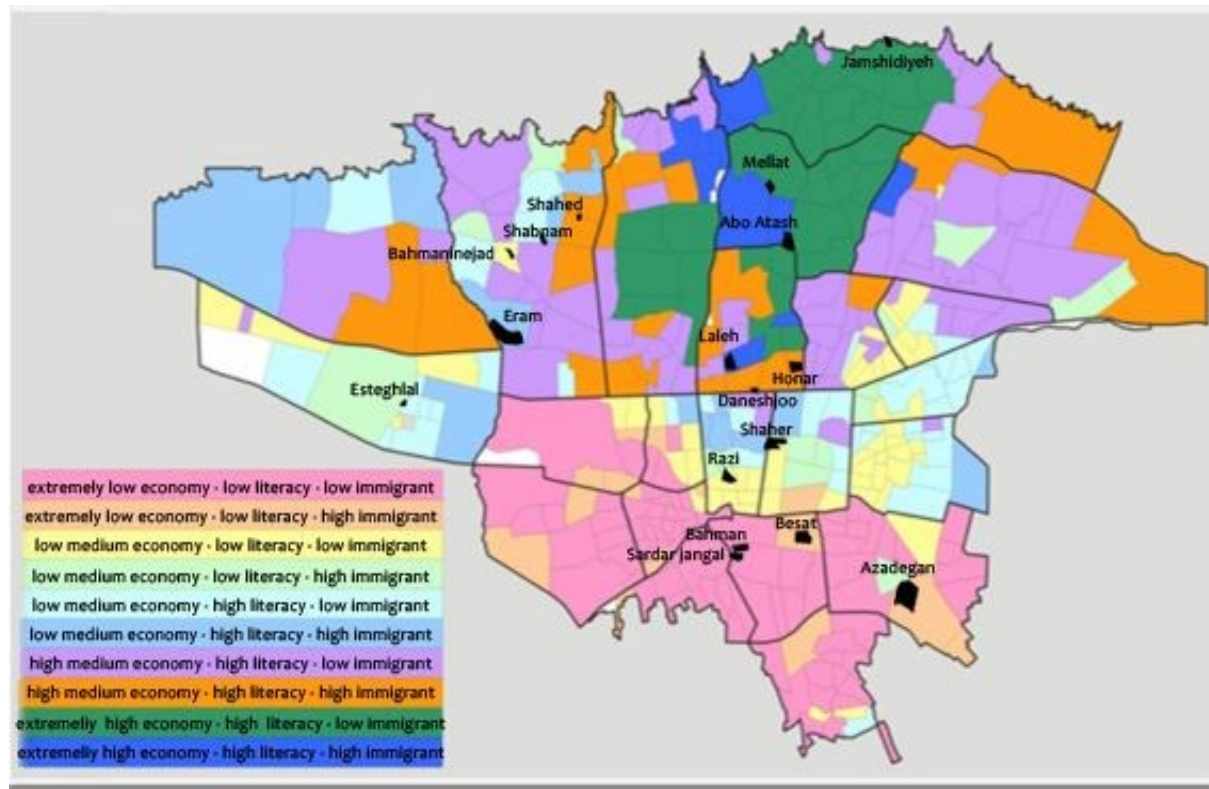 Jamshidiyeh
Mellat
Shahed
Abo Atash
Shabnam
Bahmaninejad
Eram
Laleh
Honar
Esteghlal
Daneshjoo
Shaher
Razi
Besat
Bahman
Sardar jangal
Azadegan
extremely low economy - low literacy - low immigrant
extremely low economy - low literacy - high immigrant
low medium economy - low literacy - low immigrant
low medium economy - low literacy - high immigrant
low medium economy - high literacy - low immigrant
low medium economy - high literacy - high immigrant
high medium economy - high literacy - low immigrant
high medium economy - high literacy - high immigrant
extremelly high economy - high literacy - low immigrant
extremelly high economy - high literacy - high immigrant